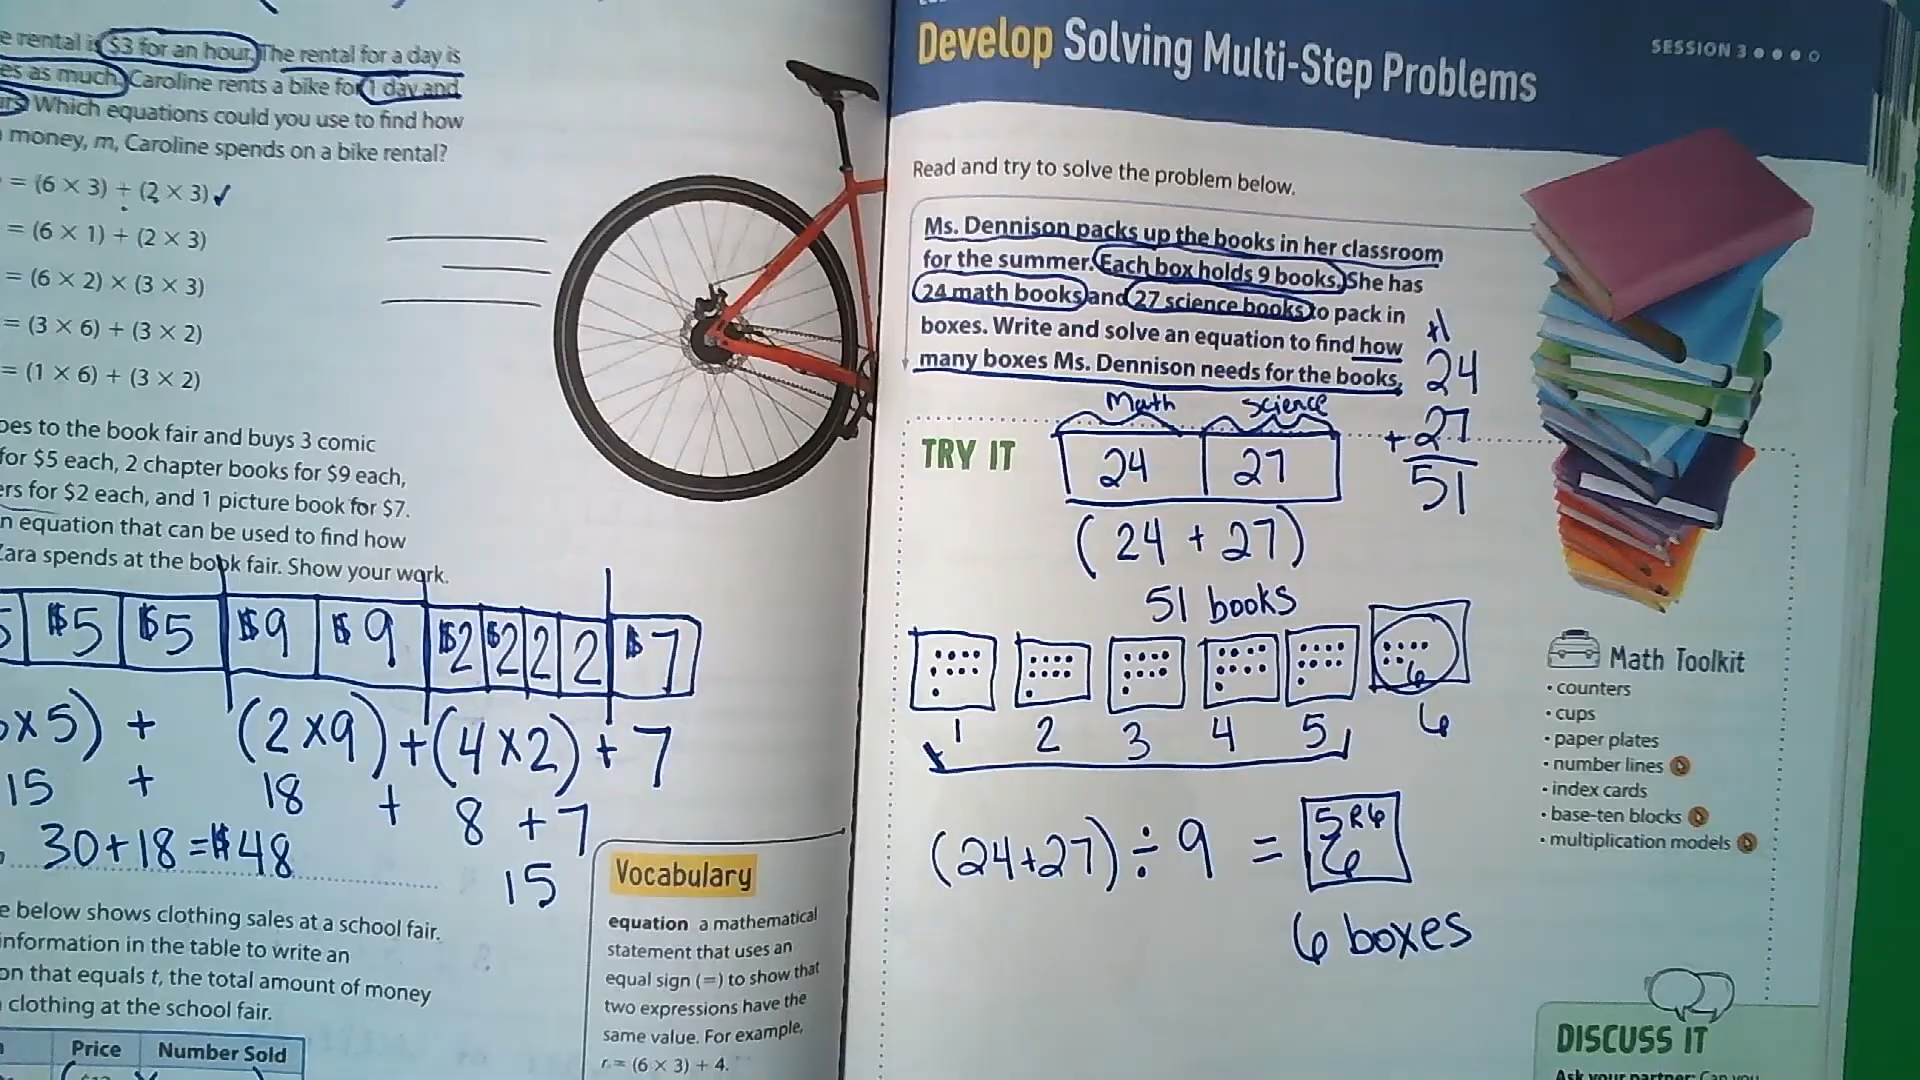 rental is $3 for an hour. The rental for a day is
as much. Caroline rents a bike for 1 day and
Which equations could you use to find how
money, m, Caroline spends on a bike rental?
= (6 × 3) + (2 × 3) ✓
= (6 × 1) + (2 × 3)
= (6 × 2) × (3 × 3)
= (3 × 6) + (3 × 2)
= (1 × 6) + (3 × 2)
to the book fair and buys 3 comic
for $5 each, 2 chapter books for $9 each,
for $2 each, and 1 picture book for $7.
equation that can be used to find how
spends at the book fair. Show your work.
$5 $5 $9 $9 $2 $2 2 2 $7
×5) + (2×9) + (4×2) + 7
15 + 18 + 8 + 7
30+18=$48
15
below shows clothing sales at a school fair.
information in the table to write an
that equals t, the total amount of money
clothing at the school fair.
Price Number Sold
Vocabulary
equation a mathematical
statement that uses an
equal sign (=) to show that
two expressions have the
same value. For example,
r = (6 × 3) + 4.
Develop Solving Multi-Step Problems
SESSION 3
Read and try to solve the problem below.
Ms. Dennison packs up the books in her classroom
for the summer. Each box holds 9 books. She has
24 math books and 27 science books to pack in
boxes. Write and solve an equation to find how
many boxes Ms. Dennison needs for the books.
24
+ 27
51
TRY IT
Math Science
24 27
(24 + 27)
51 books
6
1 2 3 4 5 6
(24+27) ÷ 9 = 5 R6
6
6 boxes
Math Toolkit
• counters
• cups
• paper plates
• number lines
• index cards
• base-ten blocks
• multiplication models
DISCUSS IT
Ask your partner: Can you